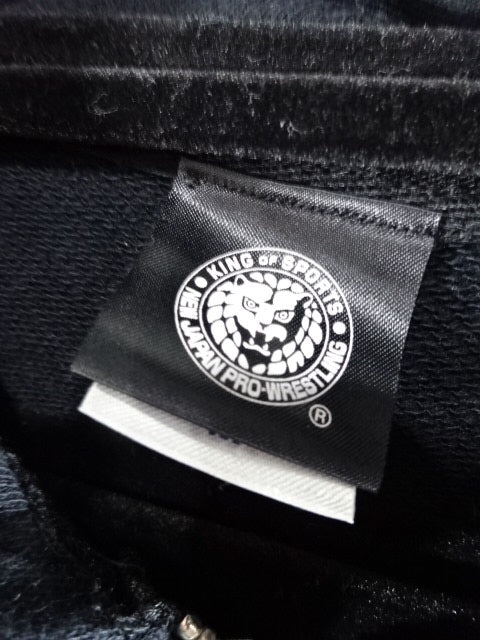 KING OF SPORTS
NEW JAPAN PRO-WRESTLING
®